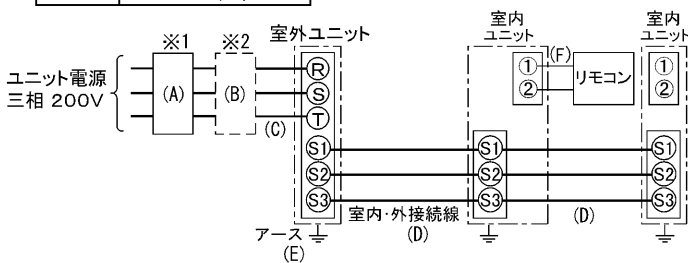 ※1
※2
室外ユニット
室内
ユニット
室内
ユニット
ユニット電源
三相 200V
(A)
(B)
(C)
R
S
T
S1
S2
S3
①
②
(F)
リモコン
①
②
S1
S2
S3
S1
S2
S3
室内・外接続線
(D)
(D)
アース
(E)